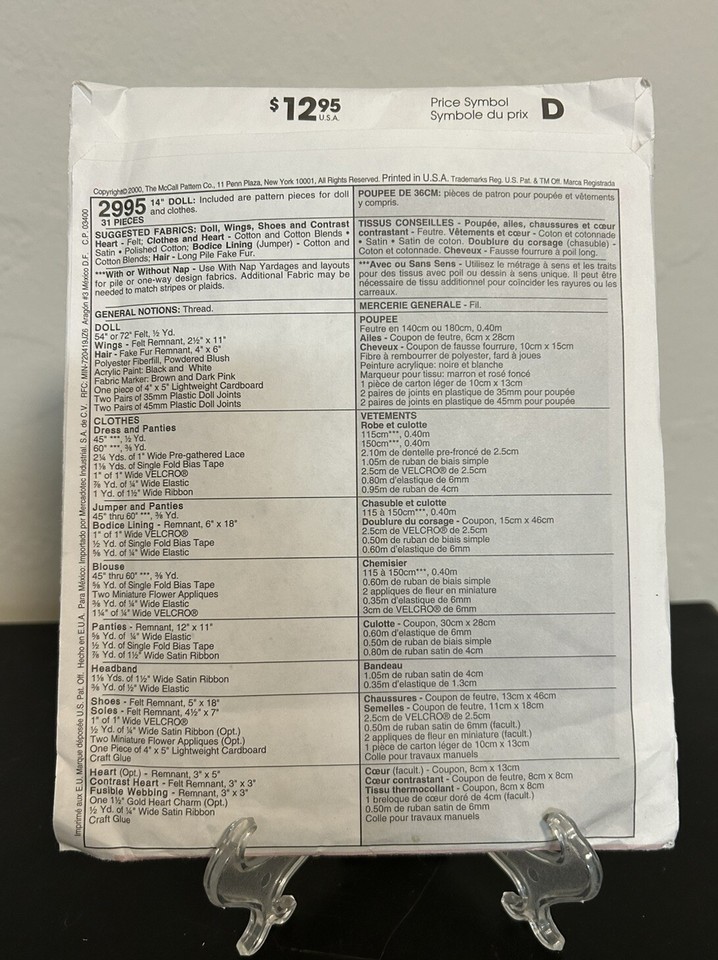 $12.95
U.S.A.
Price Symbol
Symbole du prix
D
Copyright©2000, The McCall Pattern Co., 11 Penn Plaza, New York 10001, All Rights Reserved. Printed in U.S.A. Trademarks Reg. U.S. Pat. & TM Off. Marca Registrada
2995
31 PIECES
14" DOLL: Included are pattern pieces for doll
and clothes.
SUGGESTED FABRICS: Doll, Wings, Shoes and Contrast
Heart - Felt; Clothes and Heart - Cotton and Cotton Blends •
Satin • Polished Cotton; Bodice Lining (Jumper) - Cotton and
Cotton Blends; Hair - Long Pile Fake Fur.
***With or Without Nap - Use With Nap Yardages and layouts
for pile or one-way design fabrics. Additional Fabric may be
needed to match stripes or plaids.
GENERAL NOTIONS: Thread.
DOLL
54" or 72" Felt, ½ Yd.
Wings - Felt Remnant, 2½" x 11"
Hair - Fake Fur Remnant, 4" x 6"
Polyester Fiberfill, Powdered Blush
Acrylic Paint: Black and White
Fabric Marker: Brown and Dark Pink
One piece of 4" x 5" Lightweight Cardboard
Two Pairs of 35mm Plastic Doll Joints
Two Pairs of 45mm Plastic Doll Joints
CLOTHES
Dress and Panties
45" ***, ½ Yd.
60" ***, ⅜ Yd.
2¼ Yds. of 1" Wide Pre-gathered Lace
1⅛ Yds. of Single Fold Bias Tape
1" of 1" Wide VELCRO®
⅞ Yd. of ¼" Wide Elastic
1 Yd. of 1½" Wide Ribbon
Jumper and Panties
45" thru 60" ***, ⅜ Yd.
Bodice Lining - Remnant, 6" x 18"
1" of 1" Wide VELCRO®
½ Yd. of Single Fold Bias Tape
⅝ Yd. of ¼" Wide Elastic
Blouse
45" thru 60" ***, ⅜ Yd.
⅝ Yd. of Single Fold Bias Tape
Two Miniature Flower Appliques
⅜ Yd. of ¼" Wide Elastic
1¼" of ¼" Wide VELCRO®
Panties - Remnant, 12" x 11"
⅝ Yd. of ¼" Wide Elastic
½ Yd. of Single Fold Bias Tape
⅞ Yd. of 1½" Wide Satin Ribbon
Headband
1⅛ Yds. of 1½" Wide Satin Ribbon
⅜ Yd. of ½" Wide Elastic
Shoes - Felt Remnant, 5" x 18"
Soles - Felt Remnant, 4½" x 7"
1" of 1" Wide VELCRO®
½ Yd. of ¼" Wide Satin Ribbon (Opt.)
Two Miniature Flower Appliques (Opt.)
One Piece of 4" x 5" Lightweight Cardboard
Craft Glue
Heart (Opt.) - Remnant, 3" x 5"
Contrast Heart - Felt Remnant, 3" x 3"
Fusible Webbing - Remnant, 3" x 3"
One 1½" Gold Heart Charm (Opt.)
½ Yd. of ¼" Wide Satin Ribbon
Craft Glue
POUPEE DE 36CM: pièces de patron pour poupée et vêtements
y compris.
TISSUS CONSEILLES - Poupée, ailes, chaussures et cœur
contrastant - Feutre. Vêtements et cœur - Coton et cotonnade
• Satin • Satin de coton. Doublure du corsage (chasuble) -
Coton et cotonnade. Cheveux - Fausse fourrure à poil long.
***Avec ou Sans Sens - Utilisez le métrage à sens et les traits
pour des tissus avec poil ou dessin à sens unique. Il peut être
nécessaire de tissu additionnel pour coïncider les rayures ou les
carreaux.
MERCERIE GENERALE - Fil.
POUPEE
Feutre en 140cm ou 180cm, 0.40m
Ailes - Coupon de feutre, 6cm x 28cm
Cheveux - Coupon de fausse fourrure, 10cm x 15cm
Fibre à rembourrer de polyester, fard à joues
Peinture acrylique: noire et blanche
Marqueur pour tissu: marron et rosé foncé
1 pièce de carton léger de 10cm x 13cm
2 paires de joints en plastique de 35mm pour poupée
2 paires de joints en plastique de 45mm pour poupée
VETEMENTS
Robe et culotte
115cm***, 0.40m
150cm***, 0.40m
2.10m de dentelle pre-froncé de 2.5cm
1.05m de ruban de biais simple
2.5cm de VELCRO® de 2.5cm
0.80m d'elastique de 6mm
0.95m de ruban de 4cm
Chasuble et culotte
115 à 150cm***, 0.40m
Doublure du corsage - Coupon, 15cm x 46cm
2.5cm de VELCRO® de 2.5cm
0.50m de ruban de biais simple
0.60m d'elastique de 6mm
Chemisier
115 à 150cm***, 0.40m
0.60m de ruban de biais simple
2 appliques de fleur en miniature
0.35m d'elastique de 6mm
3cm de VELCRO® de 6mm
Culotte - Coupon, 30cm x 28cm
0.60m d'elastique de 6mm
0.50m de ruban de biais simple
0.80m de ruban satin de 4cm
Bandeau
1.05m de ruban satin de 4cm
0.35m d'elastique de 1.3cm
Chaussures - Coupon de feutre, 13cm x 46cm
Semelles - Coupon de feutre, 11cm x 18cm
2.5cm de VELCRO® de 2.5cm
0.50m de ruban satin de 6mm (facult.)
2 appliques de fleur en miniature (facult.)
1 pièce de carton léger de 10cm x 13cm
Colle pour travaux manuels
Cœur (facult.) - Coupon, 8cm x 13cm
Cœur contrastant - Coupon de feutre, 8cm x 8cm
Tissu thermocollant - Coupon, 8cm x 8cm
1 breloque de cœur doré de 4cm (facult.)
0.50m de ruban satin de 6mm
Colle pour travaux manuels
Imprimé aux E.U. Marque déposée U.S. Pat. Off. Hecho en E.U.A. Para México: Importado por Mercadotec Industrial, S.A. de C.V. RFC: MIN-720419JZ6 Aragón #3 México D.F. C.P. 03400